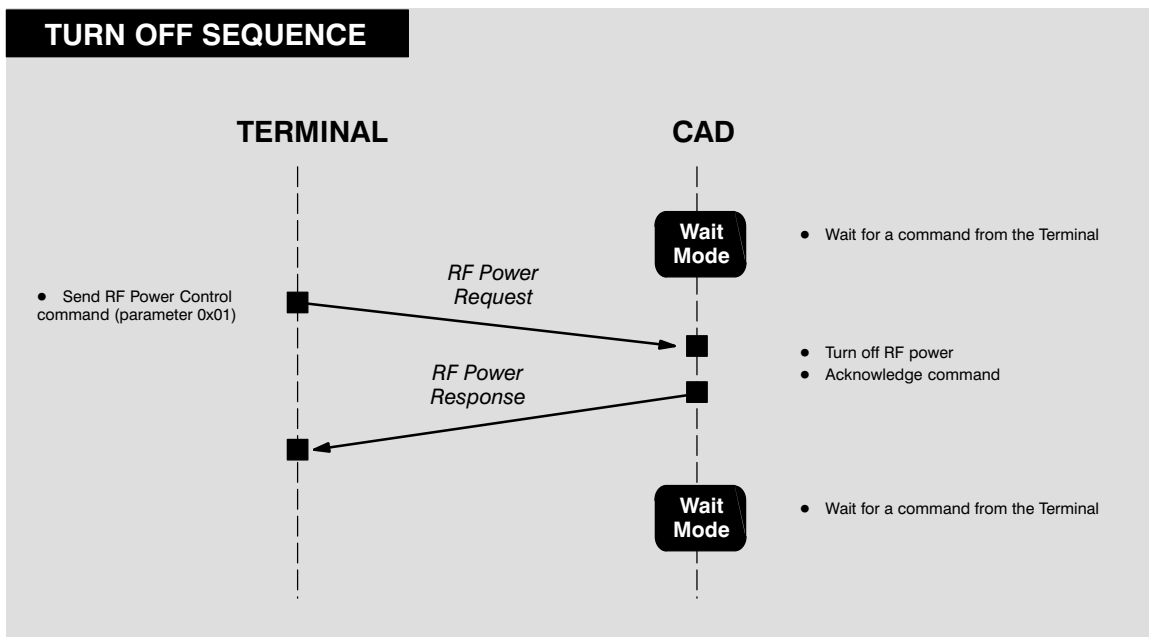 TURN OFF SEQUENCE
TERMINAL
CAD
Wait
Mode
● Wait for a command from the Terminal
RF Power
Request
● Send RF Power Control
command (parameter 0x01)
● Turn off RF power
● Acknowledge command
RF Power
Response
Wait
Mode
● Wait for a command from the Terminal